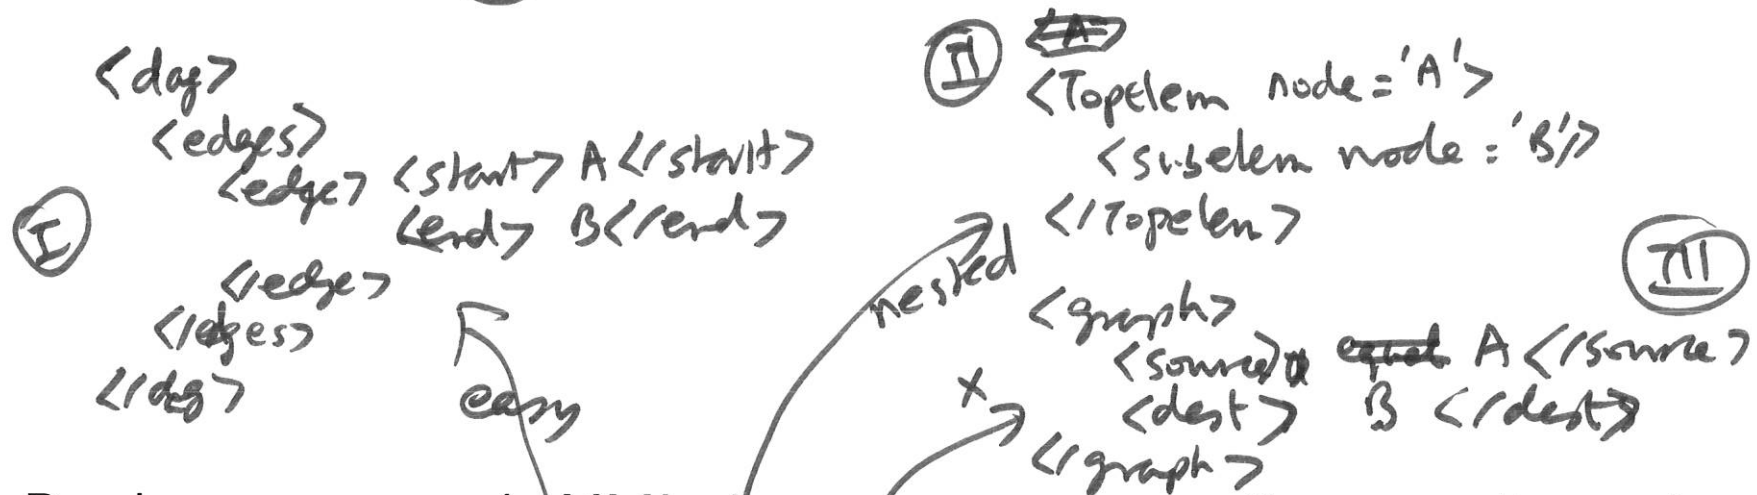 I
<dag>
<edges>
<edge> <start> A </start>
<end> B </end>
</edge>
</edges>
</dag>
easy
II
<A>
<Topelem node='A'>
<subelem node='B'/>
</Topelem>
nested
III
<graph>
<source> A </source>
<dest> B </dest>
</graph>
x